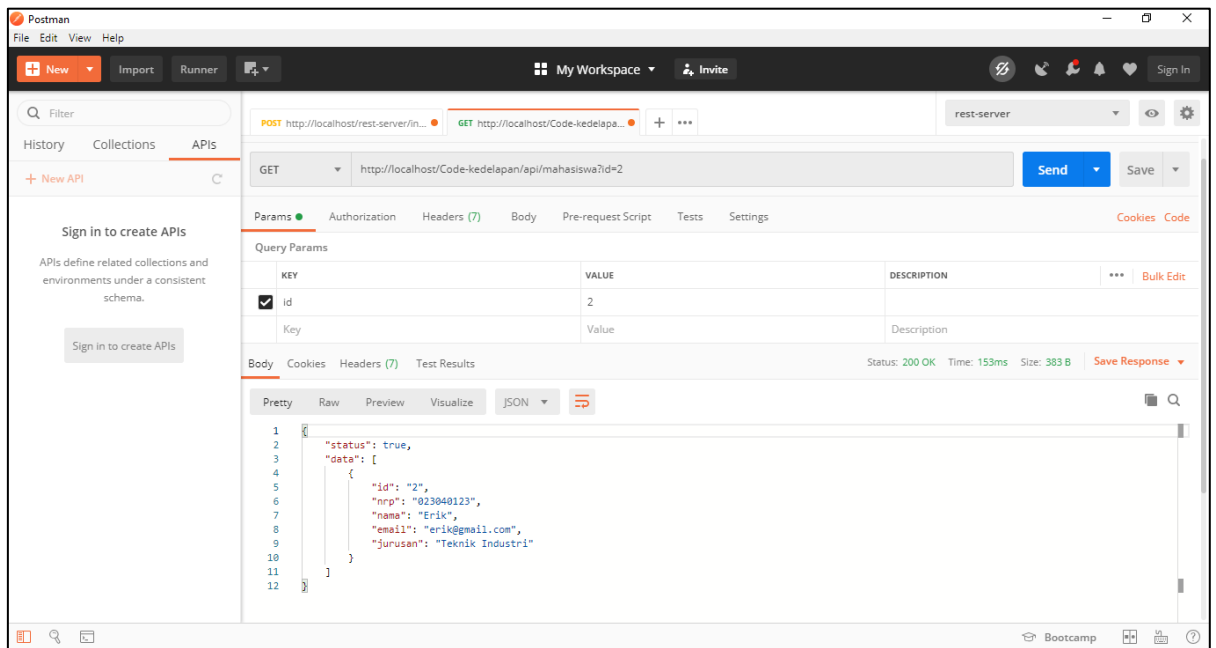 Postman
File Edit View Help
New Import Runner My Workspace Invite Sign In
Filter
History Collections APIs
+ New API
Sign in to create APIs
APIs define related collections and
environments under a consistent
schema.
Sign in to create APIs
POST http://localhost/rest-server/in... GET http://localhost/Code-kedelapa... + ••• rest-server
GET http://localhost/Code-kedelapan/api/mahasiswa?id=2 Send Save
Params Authorization Headers (7) Body Pre-request Script Tests Settings Cookies Code
Query Params
KEY VALUE DESCRIPTION ••• Bulk Edit
id 2
Key Value Description
Body Cookies Headers (7) Test Results Status: 200 OK Time: 153ms Size: 383 B Save Response
Pretty Raw Preview Visualize JSON
1 {
2 "status": true,
3 "data": [
4 {
5 "id": "2",
6 "nrp": "023040123",
7 "nama": "Erik",
8 "email": "erik@gmail.com",
9 "jurusan": "Teknik Industri"
10 }
11 ]
12 }
Bootcamp